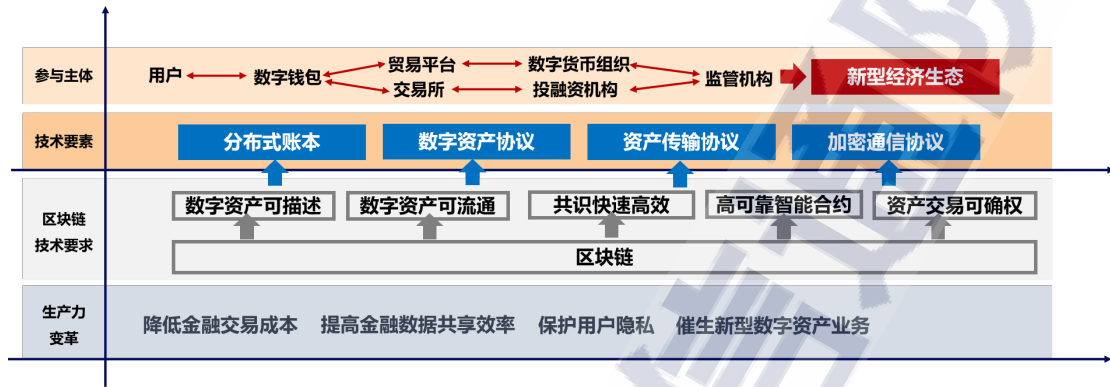 参与主体
用户
数字钱包
贸易平台
数字货币组织
交易所
投融资机构
监管机构
新型经济生态
技术要素
分布式账本
数字资产协议
资产传输协议
加密通信协议
区块链
技术要求
数字资产可描述
数字资产可流通
共识快速高效
高可靠智能合约
资产交易可确权
区块链
生产力
变革
降低金融交易成本
提高金融数据共享效率
保护用户隐私
催生新型数字资产业务